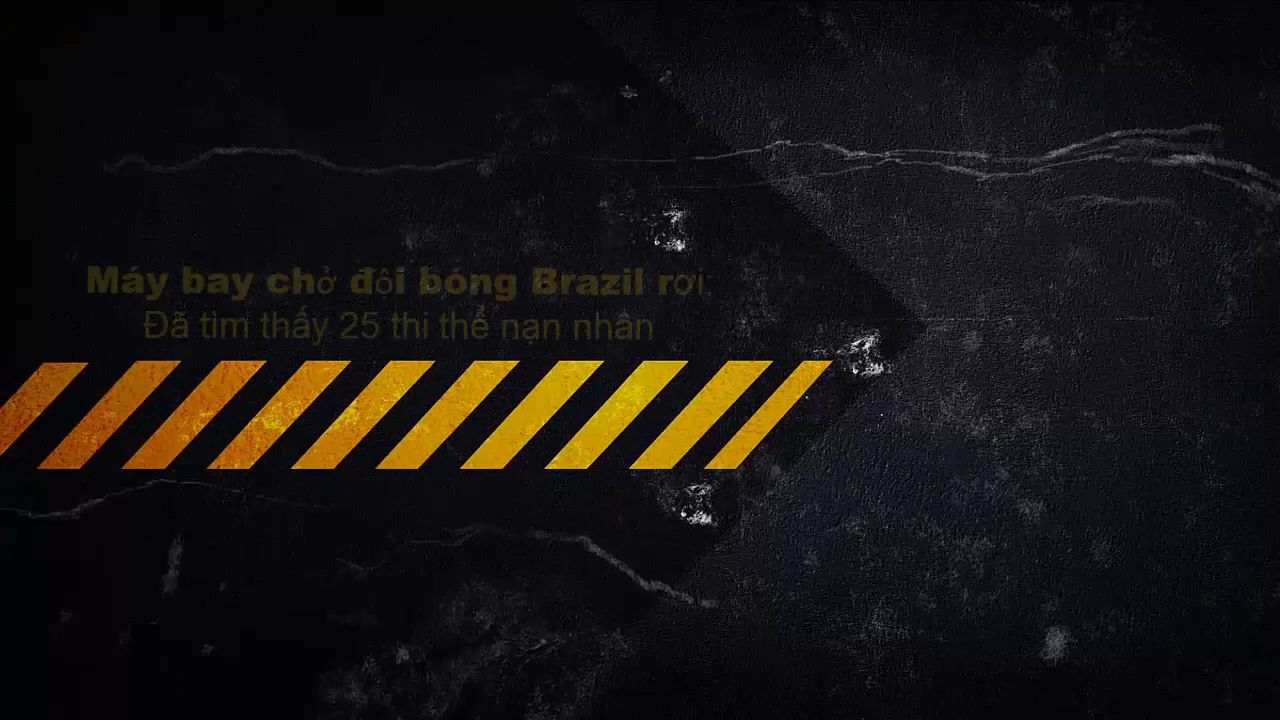 Máy bay chở đội bóng Brazil rơi:
Đã tìm thấy 25 thi thể nạn nhân